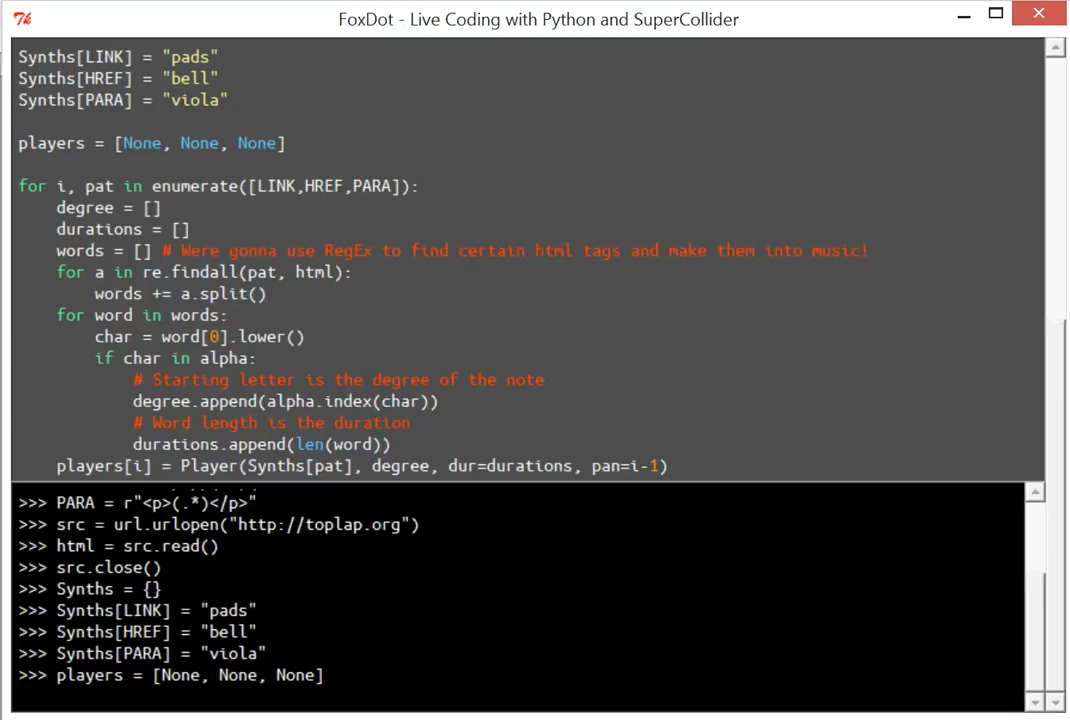 FoxDot - Live Coding with Python and SuperCollider
Synths[LINK] = "pads"
Synths[HREF] = "bell"
Synths[PARA] = "viola"
players = [None, None, None]
for i, pat in enumerate([LINK,HREF,PARA]):
    degree = []
    durations = []
    words = [] # Were gonna use RegEx to find certain html tags and make them into music!
    for a in re.findall(pat, html):
        words += a.split()
    for word in words:
        char = word[0].lower()
        if char in alpha:
            # Starting letter is the degree of the note
            degree.append(alpha.index(char))
            # Word length is the duration
            durations.append(len(word))
    players[i] = Player(Synths[pat], degree, dur=durations, pan=i-1)
>>> PARA = r"<p>(.*)</p>"
>>> src = url.urlopen("http://toplap.org")
>>> html = src.read()
>>> src.close()
>>> Synths = {}
>>> Synths[LINK] = "pads"
>>> Synths[HREF] = "bell"
>>> Synths[PARA] = "viola"
>>> players = [None, None, None]